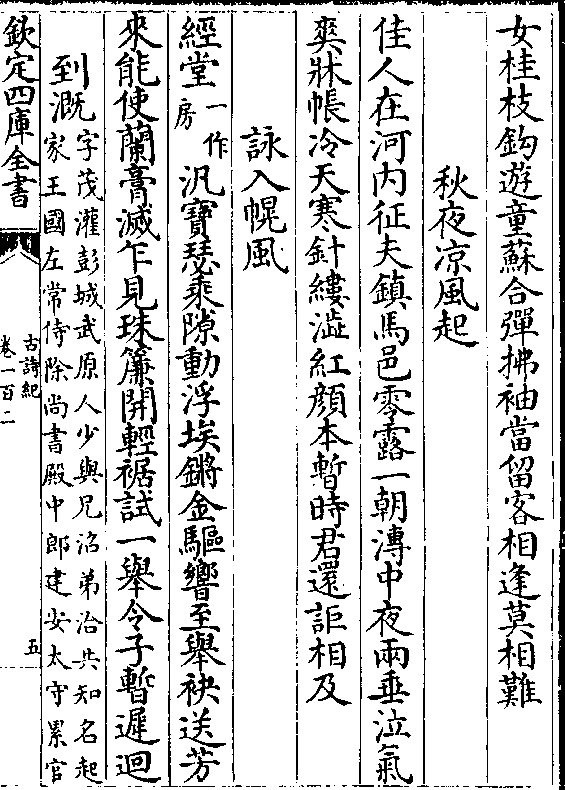 女桂枝鈎遊童蘇合彈拂袖當留客相逢莫相難
秋夜凉風起
佳人在河内征夫鎮馬邑零露一朝漙中夜兩垂泣氣
爽牀帳冷天寒針縷澁紅顔本暫時君還詎相及
詠入幌風
經堂一作房汎寳瑟乘隙動浮埃鏘金驅響至舉袂送芳
來能使蘭膏滅乍見珠簾開輕裾試一舉令子暫遲迴
到溉字茂灌彭城武原人少與兄沼弟洽共知名起
家王國左常侍除尚書殿中郎建安太守累官
欽定四庫全書
古詩紀
卷一百二
五